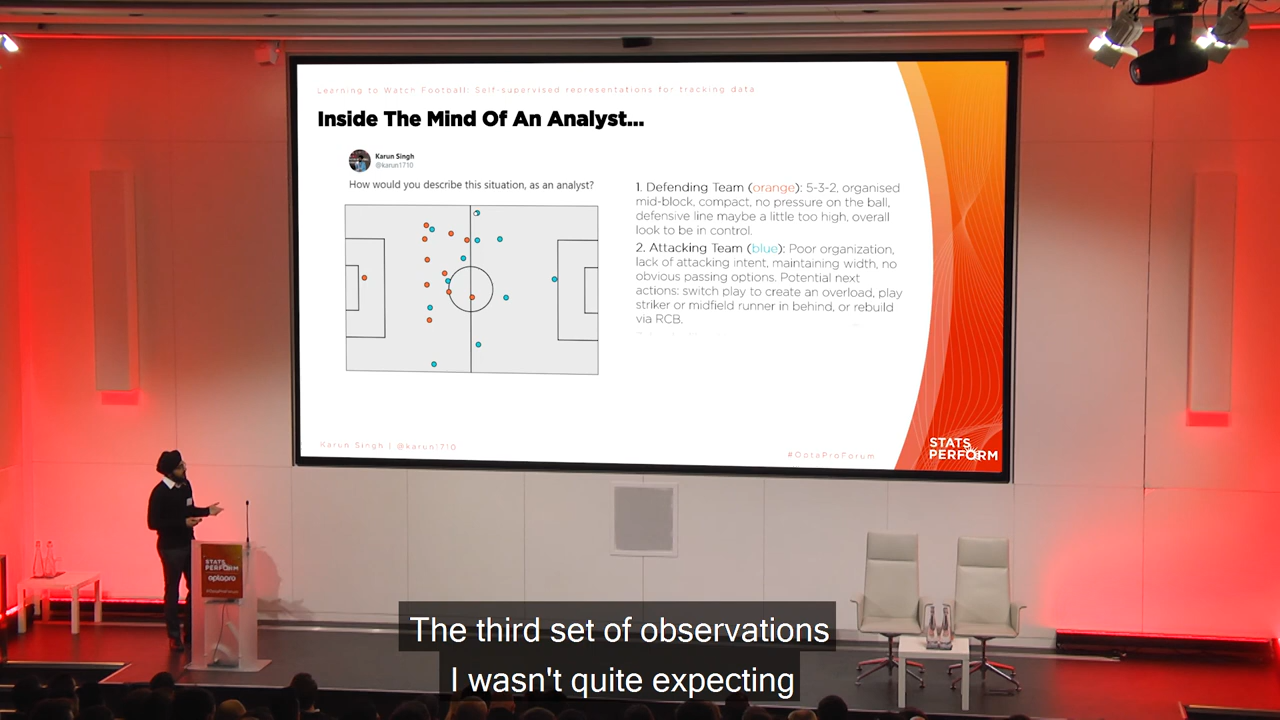 Learning to Watch Football: Self-supervised representations for tracking data
Inside The Mind Of An Analyst...
Karun Singh
@karun1710
How would you describe this situation, as an analyst?
1. Defending Team (orange): 5-3-2, organised
mid-block, compact, no pressure on the ball,
defensive line maybe a little too high, overall
look to be in control.
2. Attacking Team (blue): Poor organization,
lack of attacking intent, maintaining width, no
obvious passing options. Potential next
actions: switch play to create an overload, play
striker or midfield runner in behind, or rebuild
via RCB.
Karun Singh | @karun1710
#OptaProForum
STATS
PERFORM
STATS
PERFORM
optapro
#OptaProForum
The third set of observations
I wasn't quite expecting